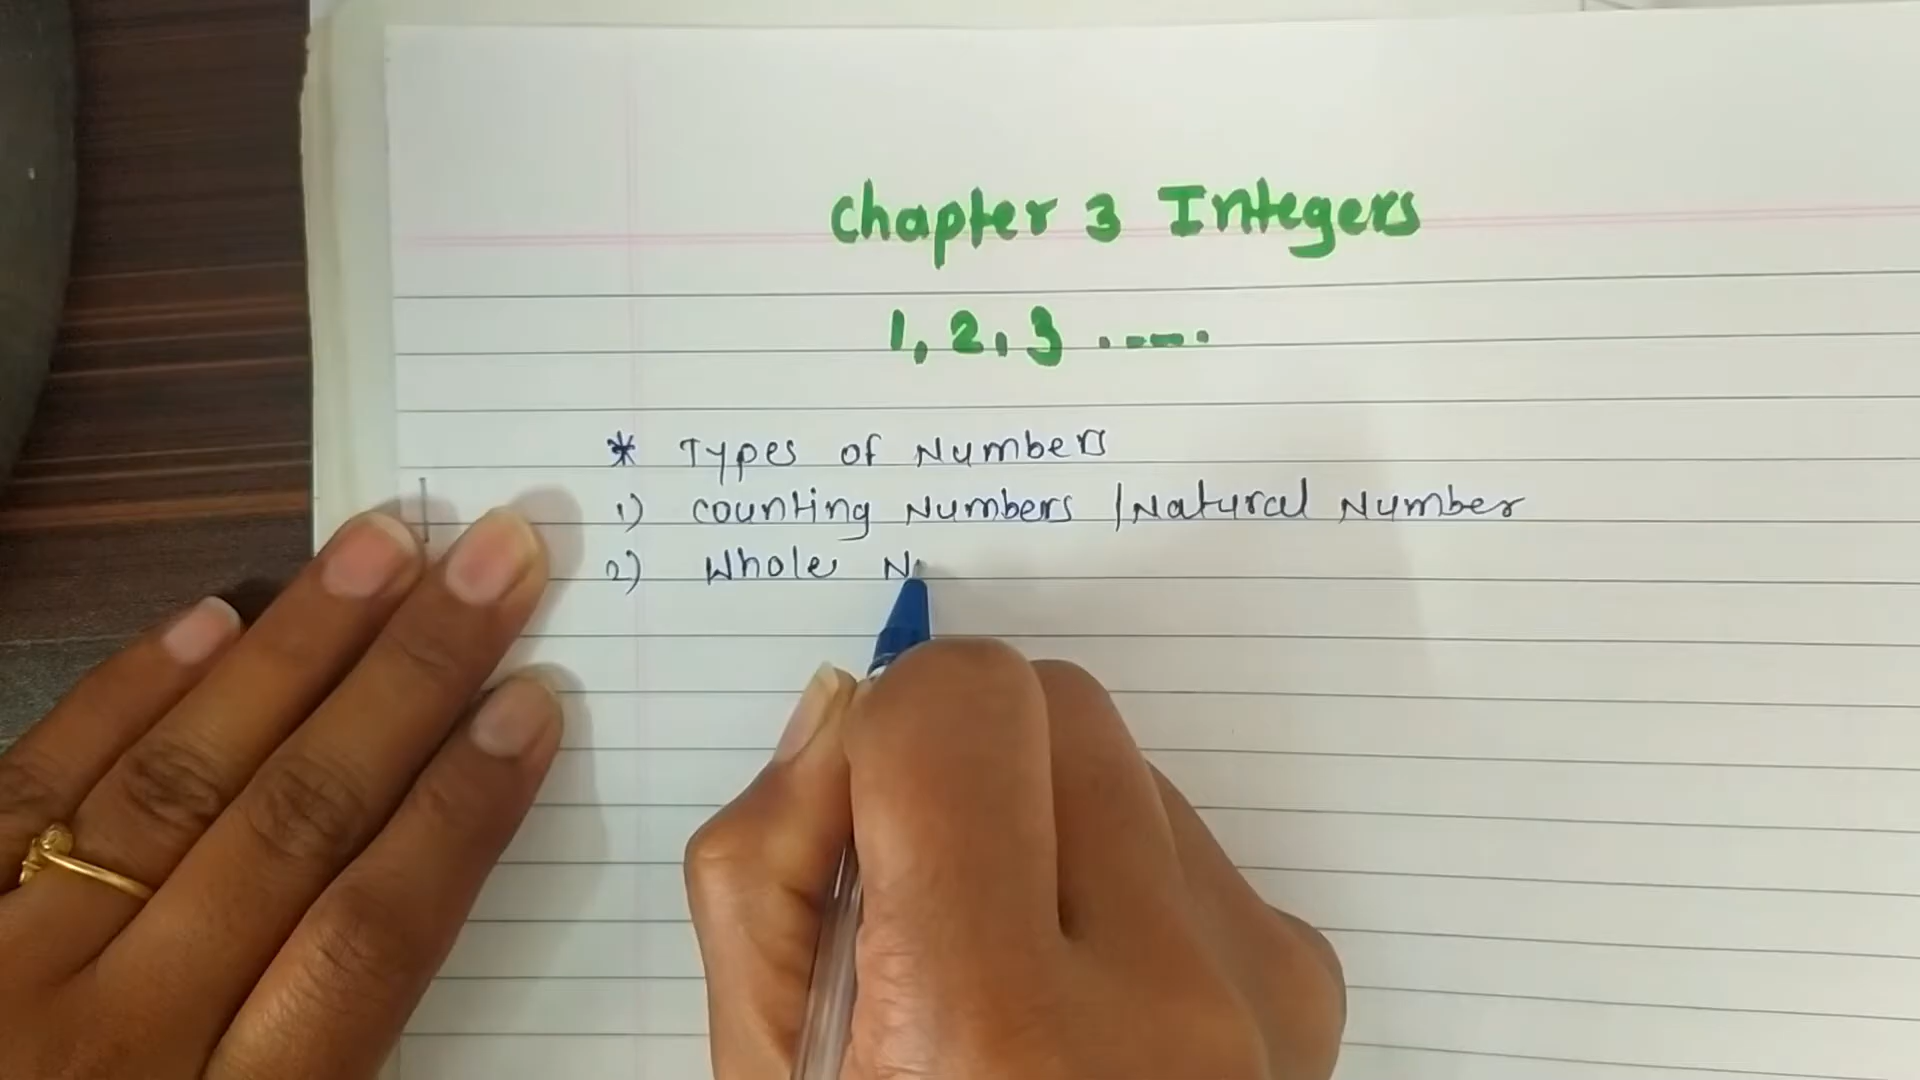 Chapter 3 Integers
1, 2, 3 .....
* Types of Numbers
1) Counting Numbers / Natural Number
2) Whole N